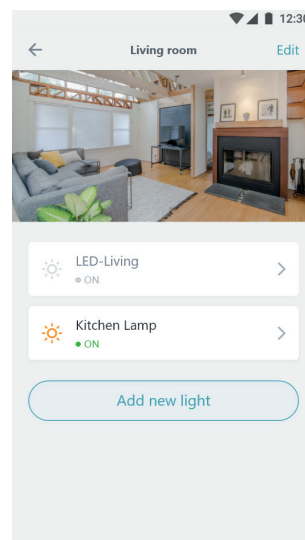 12:30
Living room
Edit
LED-Living
ON
Kitchen Lamp
ON
Add new light